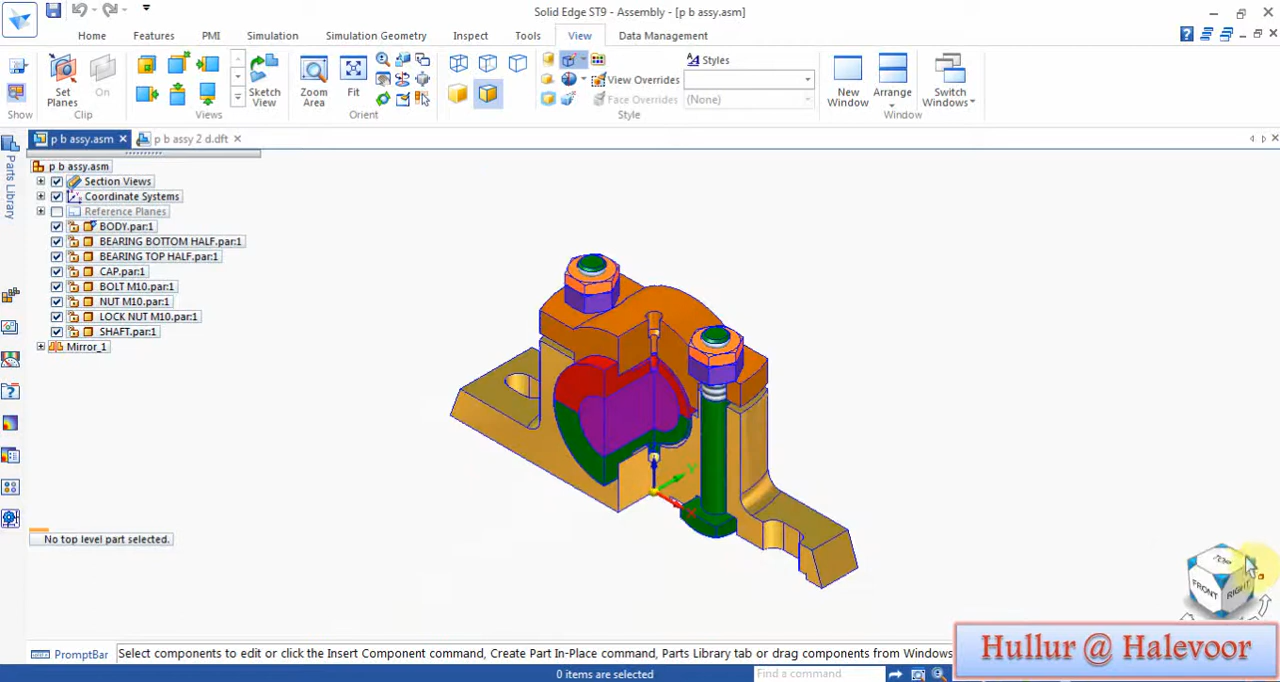 Solid Edge ST9 - Assembly - [p b assy.asm]
Home Features PMI Simulation Simulation Geometry Inspect Tools View Data Management
Set Planes On Sketch View Zoom Area Fit Styles View Overrides Face Overrides (None) New Window Arrange Switch Windows
Show Clip Views Orient Style Window
p b assy.asm p b assy 2 d.dft
Parts Library
p b assy.asm
Section Views
Coordinate Systems
Reference Planes
BODY.par:1
BEARING BOTTOM HALF.par:1
BEARING TOP HALF.par:1
CAP.par:1
BOLT M10.par:1
NUT M10.par:1
LOCK NUT M10.par:1
SHAFT.par:1
Mirror_1
No top level part selected.
Y
X
TOP
FRONT RIGHT
PromptBar Select components to edit or click the Insert Component command, Create Part In-Place command, Parts Library tab or drag components from Windows
Hullur @ Halevoor
0 items are selected Find a command